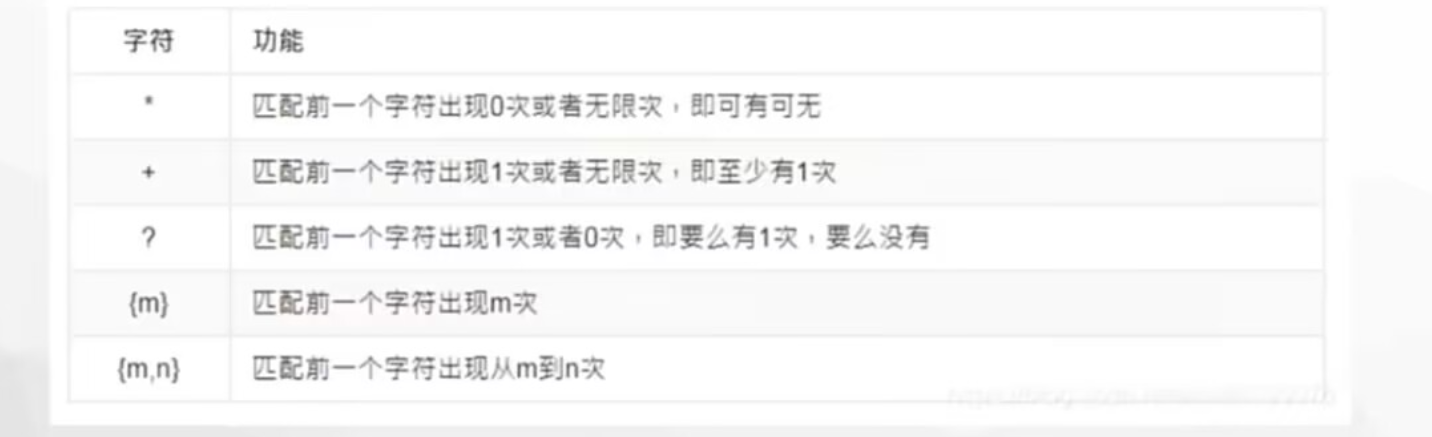 字符 功能
* 匹配前一个字符出现0次或者无限次，即可有可无
+ 匹配前一个字符出现1次或者无限次，即至少有1次
? 匹配前一个字符出现1次或者0次，即要么有1次，要么没有
{m} 匹配前一个字符出现m次
{m,n} 匹配前一个字符出现从m到n次